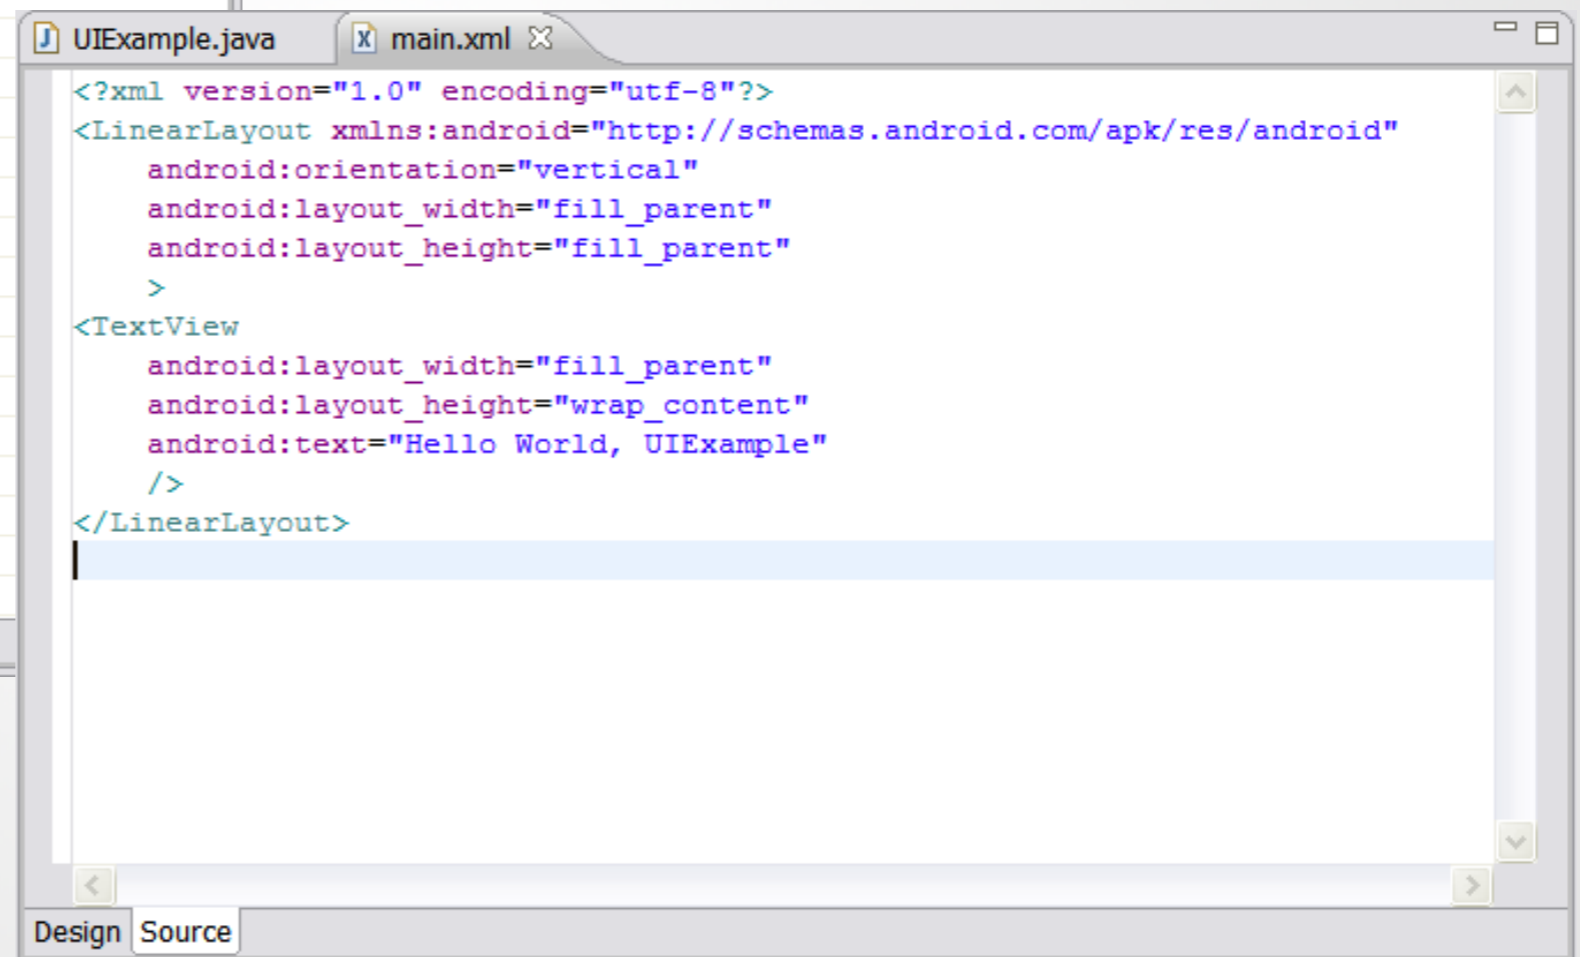 UIExample.java main.xml
<?xml version="1.0" encoding="utf-8"?>
<LinearLayout xmlns:android="http://schemas.android.com/apk/res/android"
    android:orientation="vertical"
    android:layout_width="fill_parent"
    android:layout_height="fill_parent"
    >
<TextView
    android:layout_width="fill_parent"
    android:layout_height="wrap_content"
    android:text="Hello World, UIExample"
    />
</LinearLayout>
Design Source